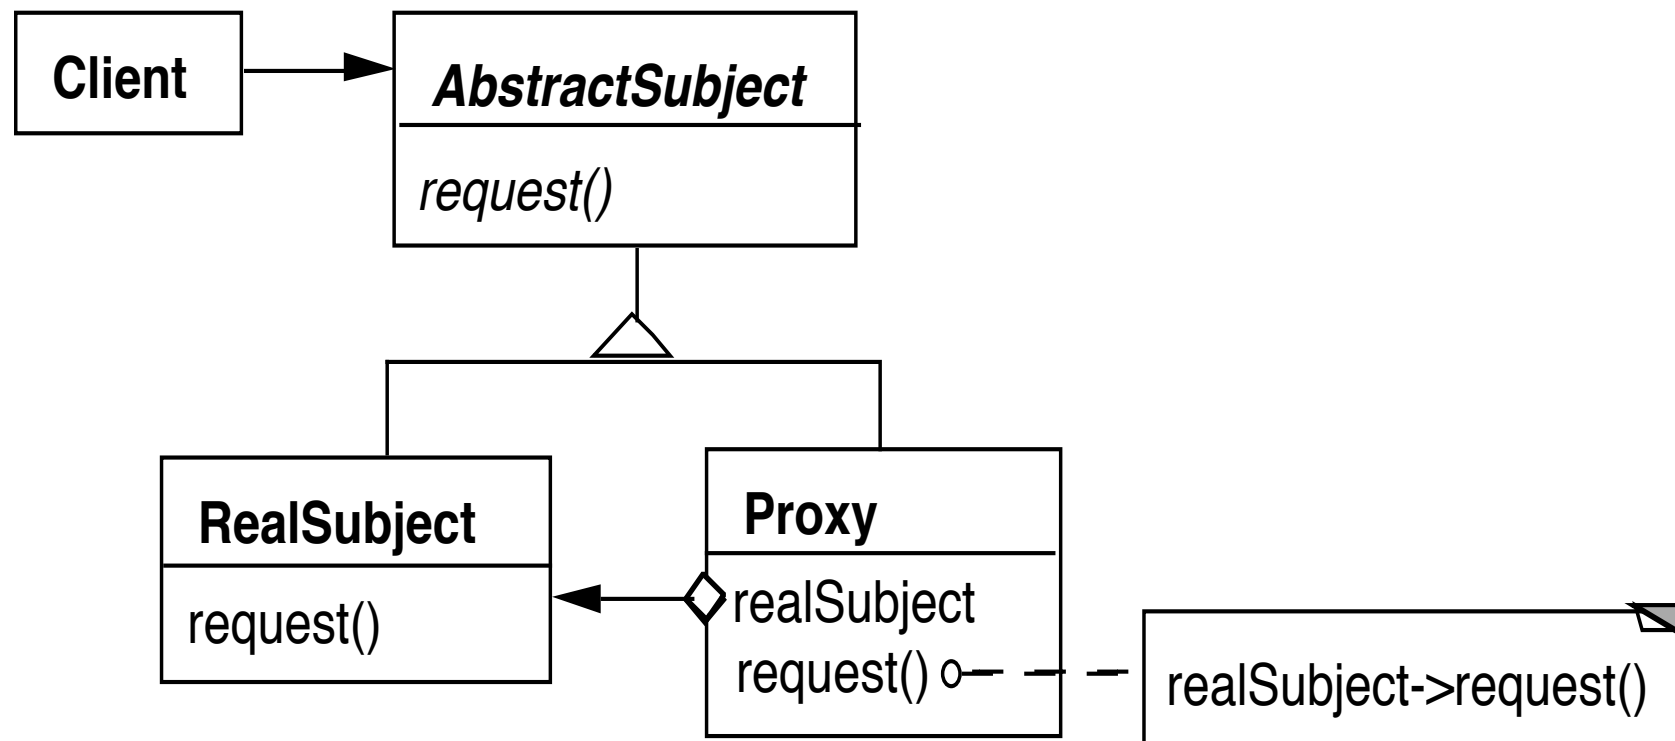 Client
AbstractSubject
request()
RealSubject
request()
Proxy
realSubject
request()
realSubject->request()